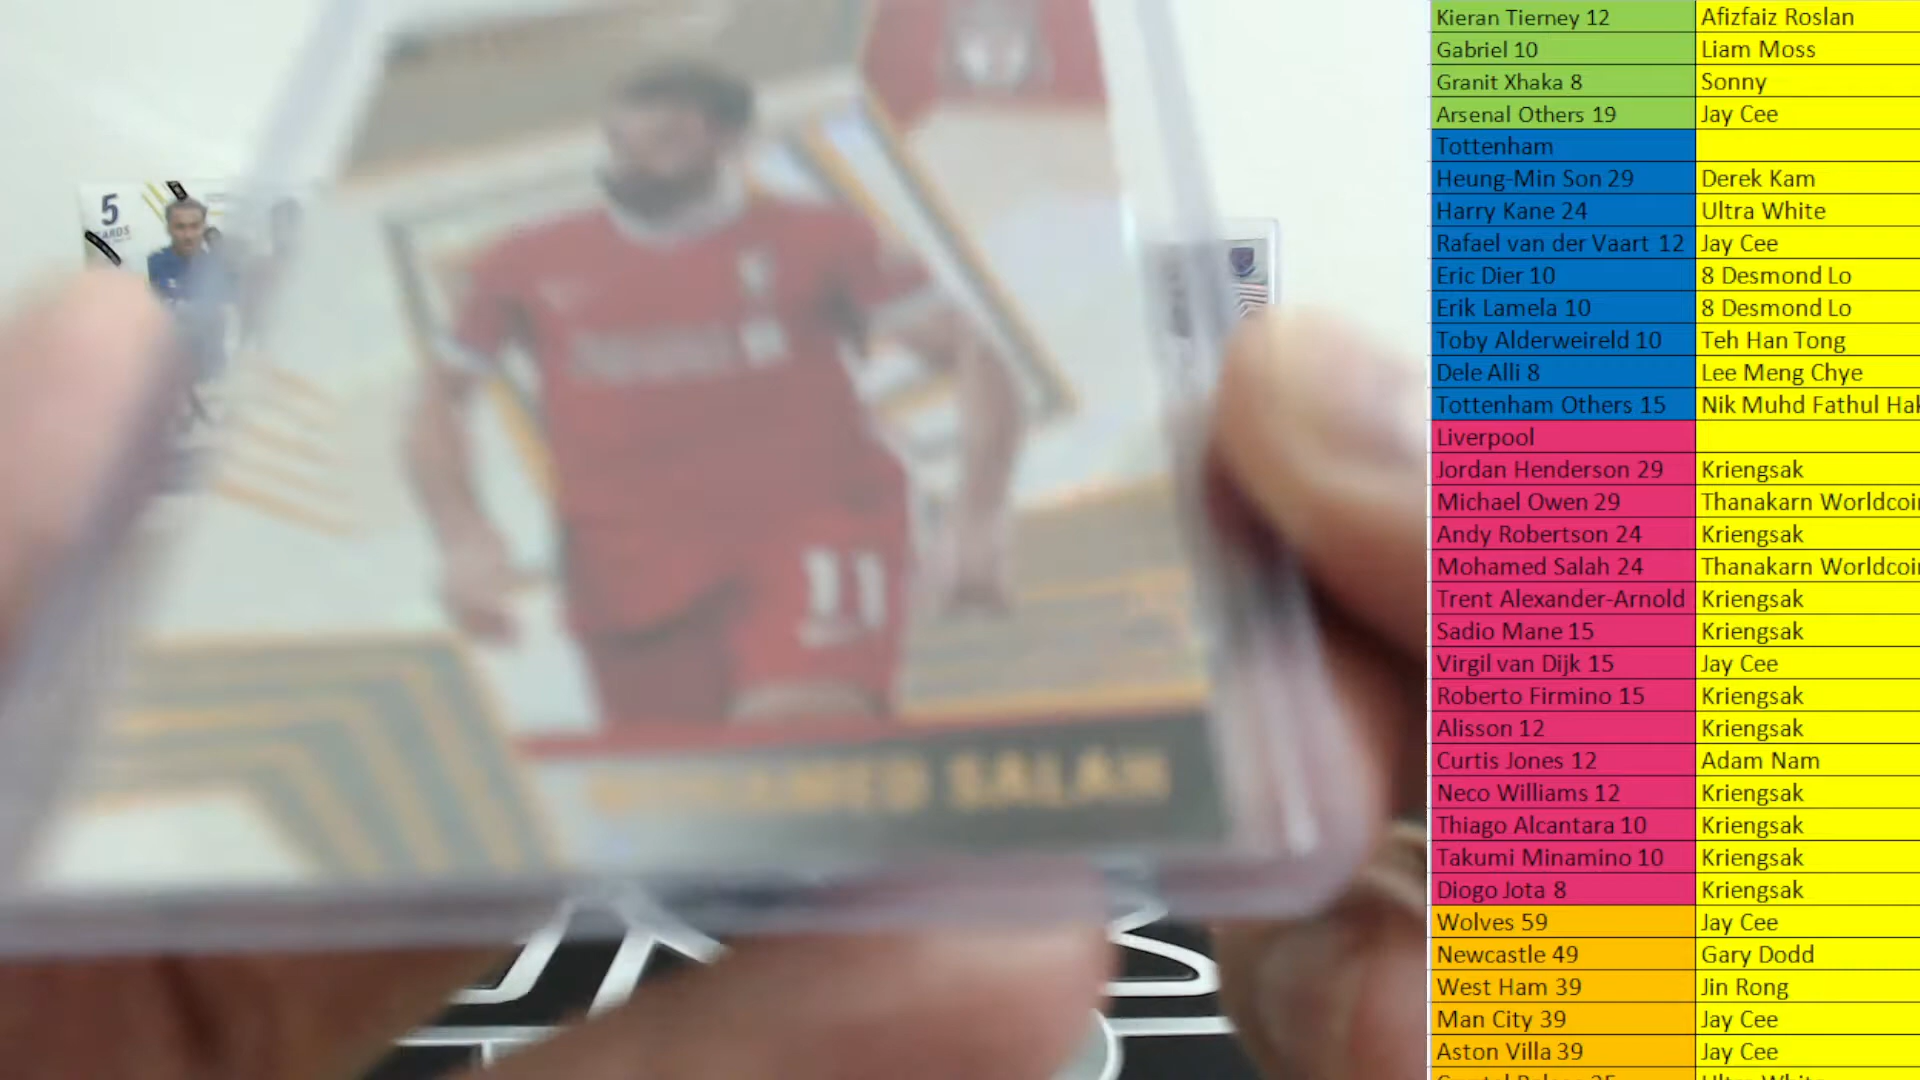 5
CARDS
11
MOHAMED SALAH
Kieran Tierney 12 Afizfaiz Roslan
Gabriel 10 Liam Moss
Granit Xhaka 8 Sonny
Arsenal Others 19 Jay Cee
Tottenham
Heung-Min Son 29 Derek Kam
Harry Kane 24 Ultra White
Rafael van der Vaart 12 Jay Cee
Eric Dier 10 8 Desmond Lo
Erik Lamela 10 8 Desmond Lo
Toby Alderweireld 10 Teh Han Tong
Dele Alli 8 Lee Meng Chye
Tottenham Others 15 Nik Muhd Fathul Hak
Liverpool
Jordan Henderson 29 Kriengsak
Michael Owen 29 Thanakarn Worldcoin
Andy Robertson 24 Kriengsak
Mohamed Salah 24 Thanakarn Worldcoin
Trent Alexander-Arnold Kriengsak
Sadio Mane 15 Kriengsak
Virgil van Dijk 15 Jay Cee
Roberto Firmino 15 Kriengsak
Alisson 12 Kriengsak
Curtis Jones 12 Adam Nam
Neco Williams 12 Kriengsak
Thiago Alcantara 10 Kriengsak
Takumi Minamino 10 Kriengsak
Diogo Jota 8 Kriengsak
Wolves 59 Jay Cee
Newcastle 49 Gary Dodd
West Ham 39 Jin Rong
Man City 39 Jay Cee
Aston Villa 39 Jay Cee